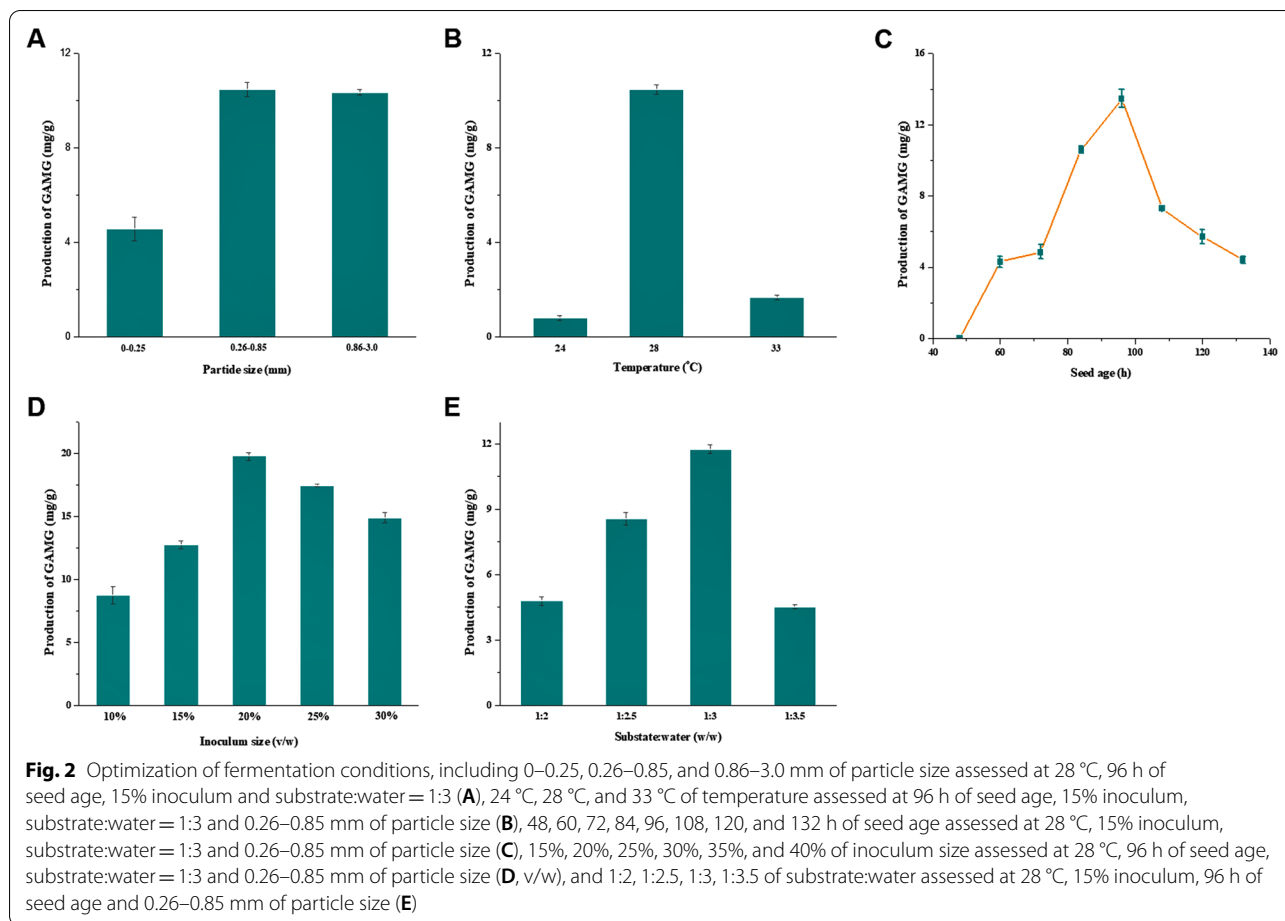 A
12
8
4
0
Production of GAMG (mg/g)
0-0.25
0.26-0.85
0.86-3.0
Partide size (mm)
B
12
8
4
0
Production of GAMG (mg/g)
24
28
33
Temperature (°C)
C
16
12
8
4
0
Production of GAMG (mg/g)
40
60
80
100
120
140
Seed age (h)
D
20
15
10
5
0
Production of GAMG (mg/g)
10%
15%
20%
25%
30%
Inoculum size (v/w)
E
12
9
6
3
0
Production of GAMG (mg/g)
1:2
1:2.5
1:3
1:3.5
Substate:water (w/w)
Fig. 2 Optimization of fermentation conditions, including 0–0.25, 0.26–0.85, and 0.86–3.0 mm of particle size assessed at 28 °C, 96 h of
seed age, 15% inoculum and substrate:water = 1:3 (A), 24 °C, 28 °C, and 33 °C of temperature assessed at 96 h of seed age, 15% inoculum,
substrate:water = 1:3 and 0.26–0.85 mm of particle size (B), 48, 60, 72, 84, 96, 108, 120, and 132 h of seed age assessed at 28 °C, 15% inoculum,
substrate:water = 1:3 and 0.26–0.85 mm of particle size (C), 15%, 20%, 25%, 30%, 35%, and 40% of inoculum size assessed at 28 °C, 96 h of seed age,
substrate:water = 1:3 and 0.26–0.85 mm of particle size (D, v/w), and 1:2, 1:2.5, 1:3, 1:3.5 of substrate:water assessed at 28 °C, 15% inoculum, 96 h of
seed age and 0.26–0.85 mm of particle size (E)